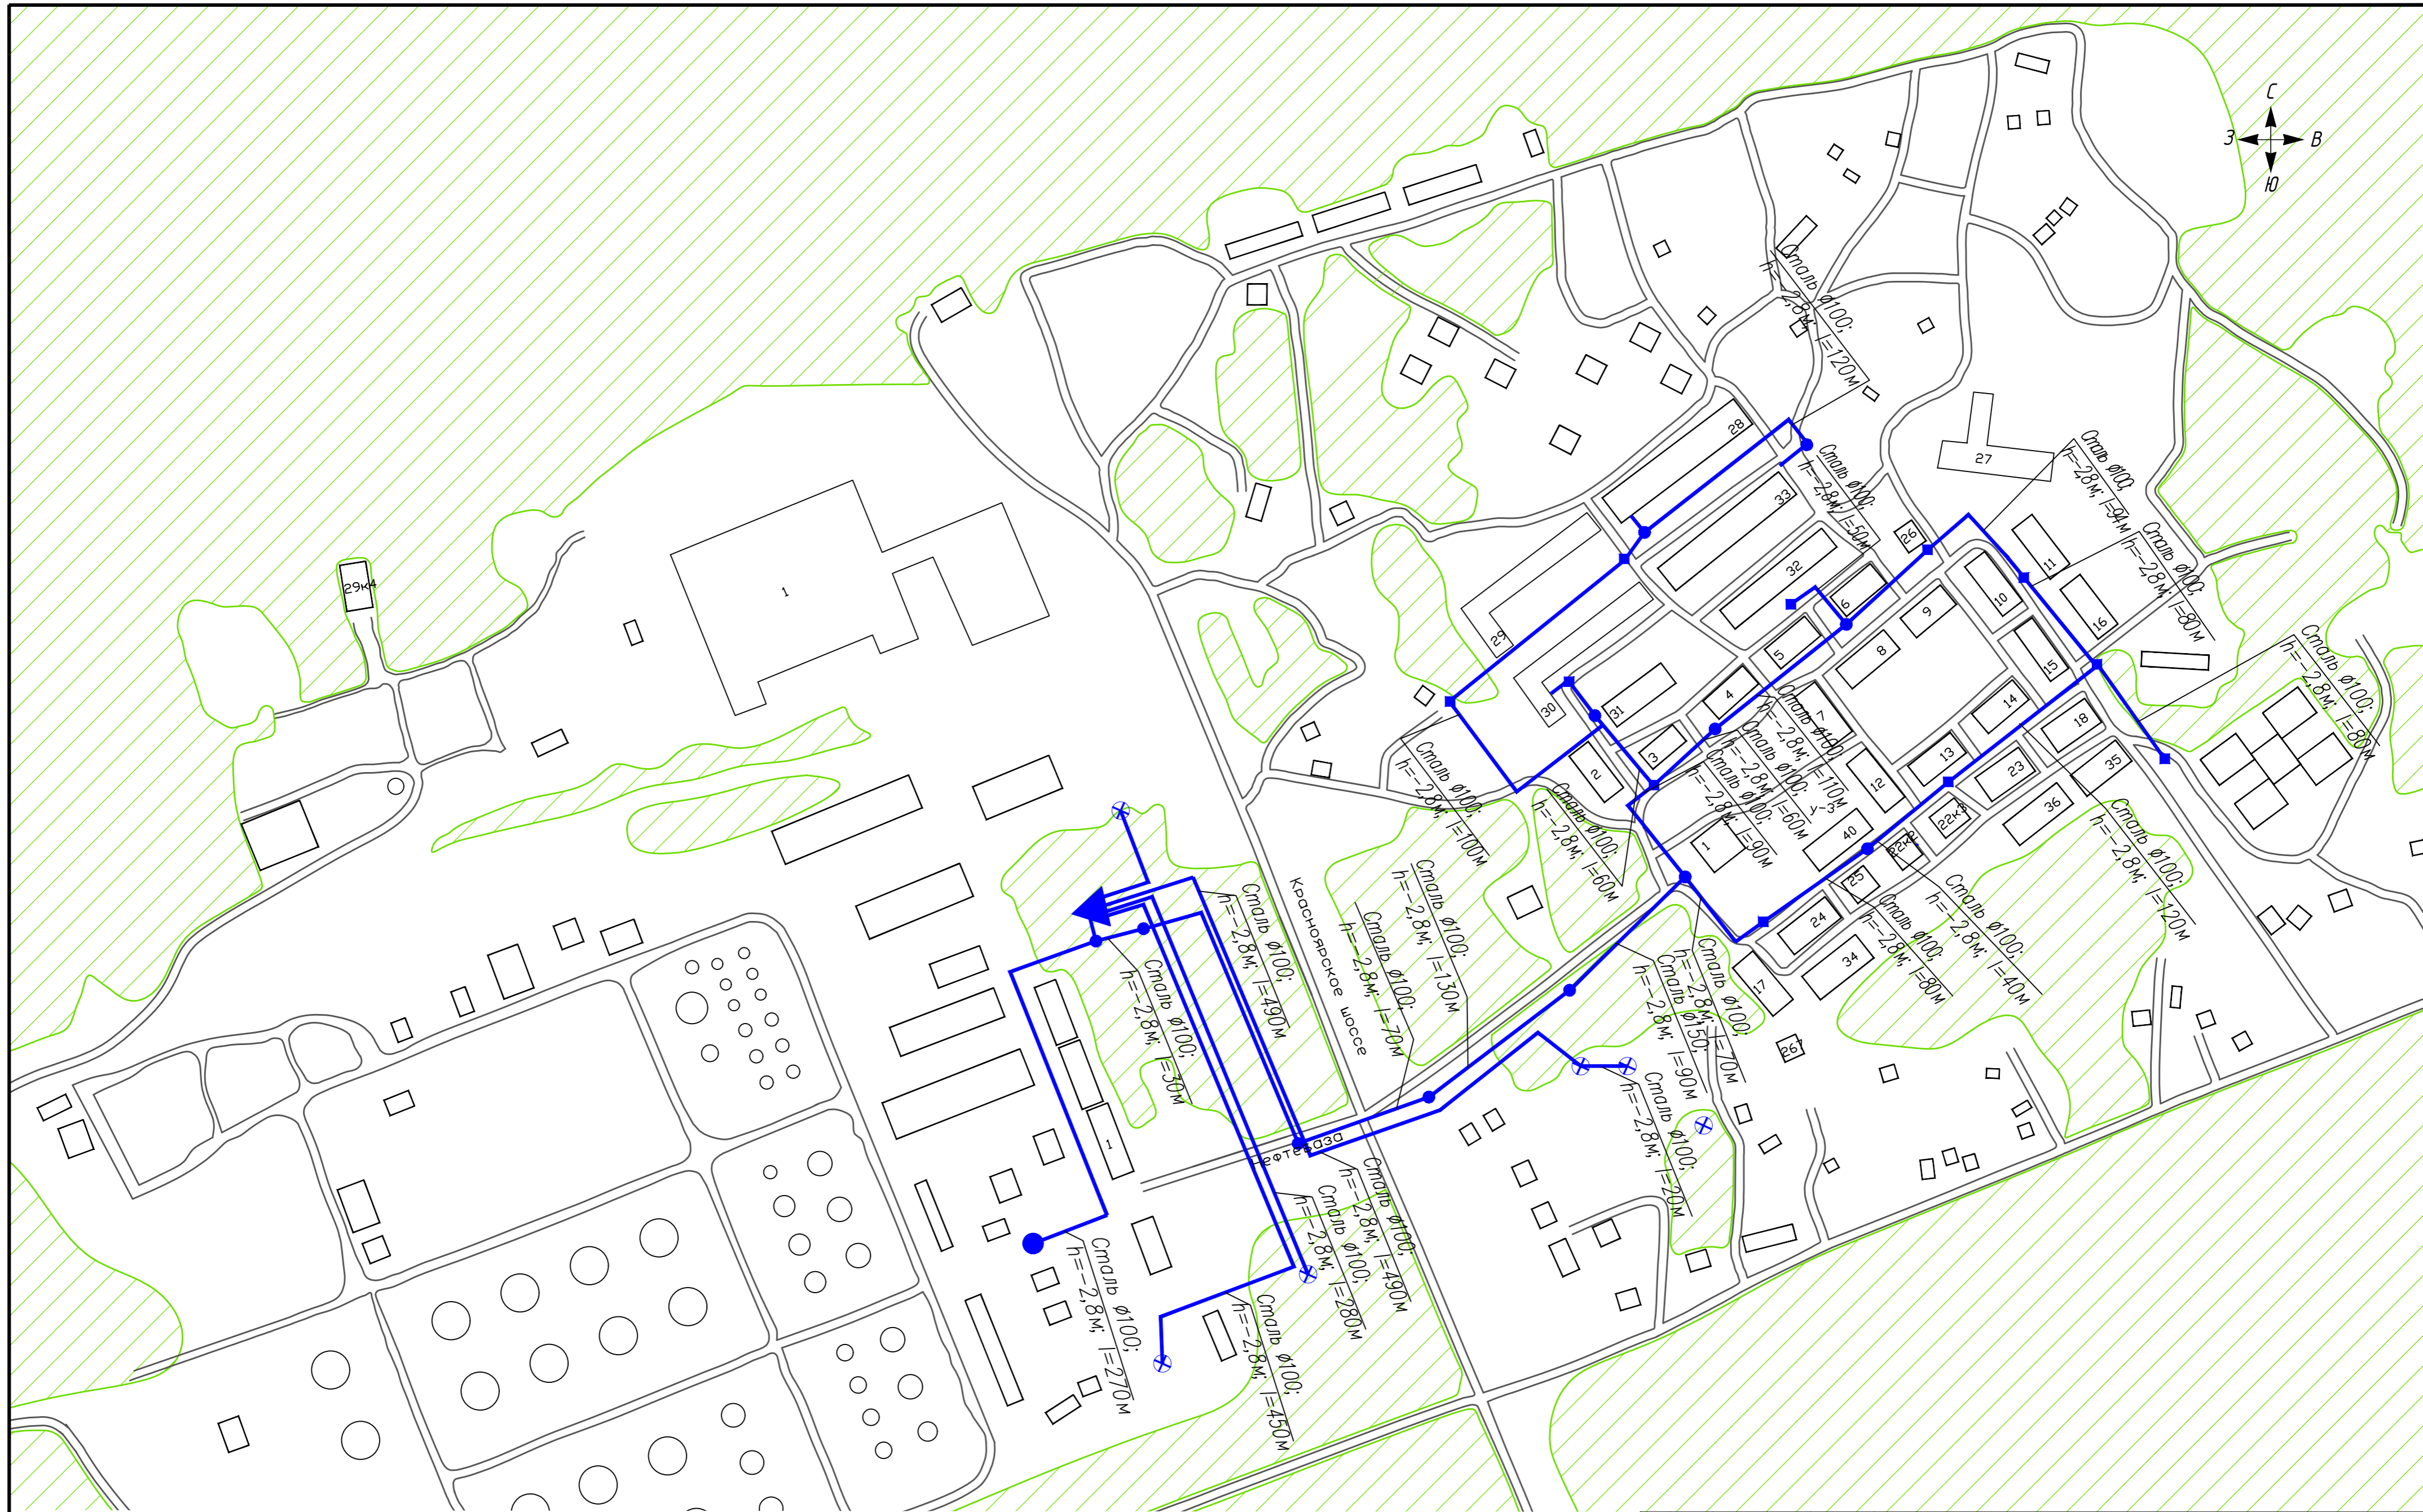 С
З
В
Ю
Сталь ø100;
h=-2,8м; l=120м
28
33
Сталь ø100;
h=-2,8м; l=50м
27
Сталь ø100;
h=-2,8м; l=94м
26
32
11
Сталь ø100;
h=-2,8м; l=80м
29к4
1
29
6
10
9
16
5
8
15
Сталь ø100;
h=-2,8м; l=80м
30
31
4
7
14
18
3
2
13
12
23
35
Сталь ø100;
h=-2,8м; l=110м
Сталь ø100;
h=-2,8м; l=60м
Сталь ø100;
h=-2,8м; l=90м
У-3
Сталь ø100;
h=-2,8м; l=100м
Сталь ø100;
h=-2,8м; l=60м
1
40
22к3
22к2
36
25
24
34
17
267
Сталь ø100;
h=-2,8м; l=120м
Сталь ø100;
h=-2,8м; l=40м
Сталь ø100;
h=-2,8м; l=80м
Красноярское шоссе
Сталь ø100;
h=-2,8м; l=130м
Сталь ø100;
h=-2,8м; l=70м
Сталь ø100;
h=-2,8м; l=490м
Сталь ø100;
h=-2,8м; l=30м
Сталь ø100;
h=-2,8м; l=70м
Сталь ø150;
h=-2,8м; l=90м
Сталь ø100;
h=-2,8м; l=20м
1
Сталь ø100;
h=-2,8м; l=490м
Сталь ø100;
h=-2,8м; l=280м
Сталь ø100;
h=-2,8м; l=450м
Сталь ø100;
h=-2,8м; l=270м